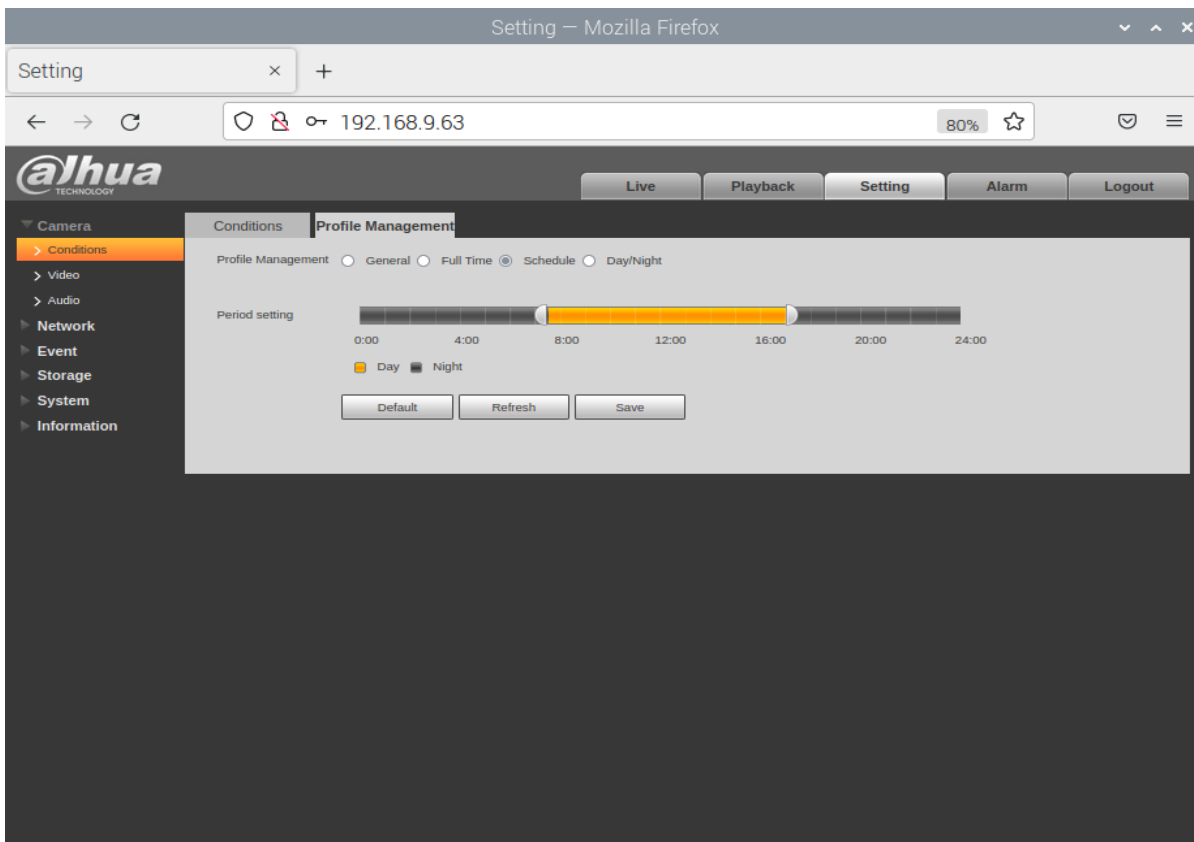 Setting — Mozilla Firefox
Setting
192.168.9.63
80%
alhua
TECHNOLOGY
Live Playback Setting Alarm Logout
Camera
Conditions
Video
Audio
Network
Event
Storage
System
Information
Conditions Profile Management
Profile Management General Full Time Schedule Day/Night
Period setting
0:00 4:00 8:00 12:00 16:00 20:00 24:00
Day Night
Default Refresh Save